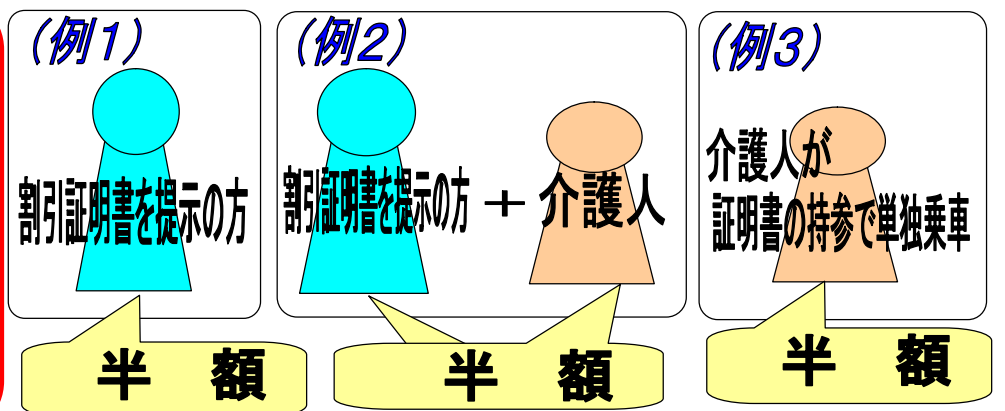 (例1)
割引証明書を提示の方
半 額
(例2)
割引証明書を提示の方 + 介護人
半 額
(例3)
介護人が
証明書の持参で単独乗車
半 額